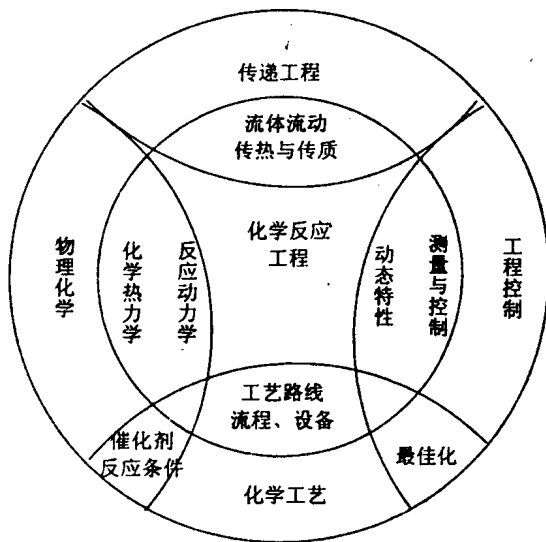 传递工程
流体流动
传热与传质
物理化学
化学热力学
反应动力学
化学反应
工程
动态特性
测量与控制
工程控制
工艺路线
流程、设备
催化剂
反应条件
最佳化
化学工艺